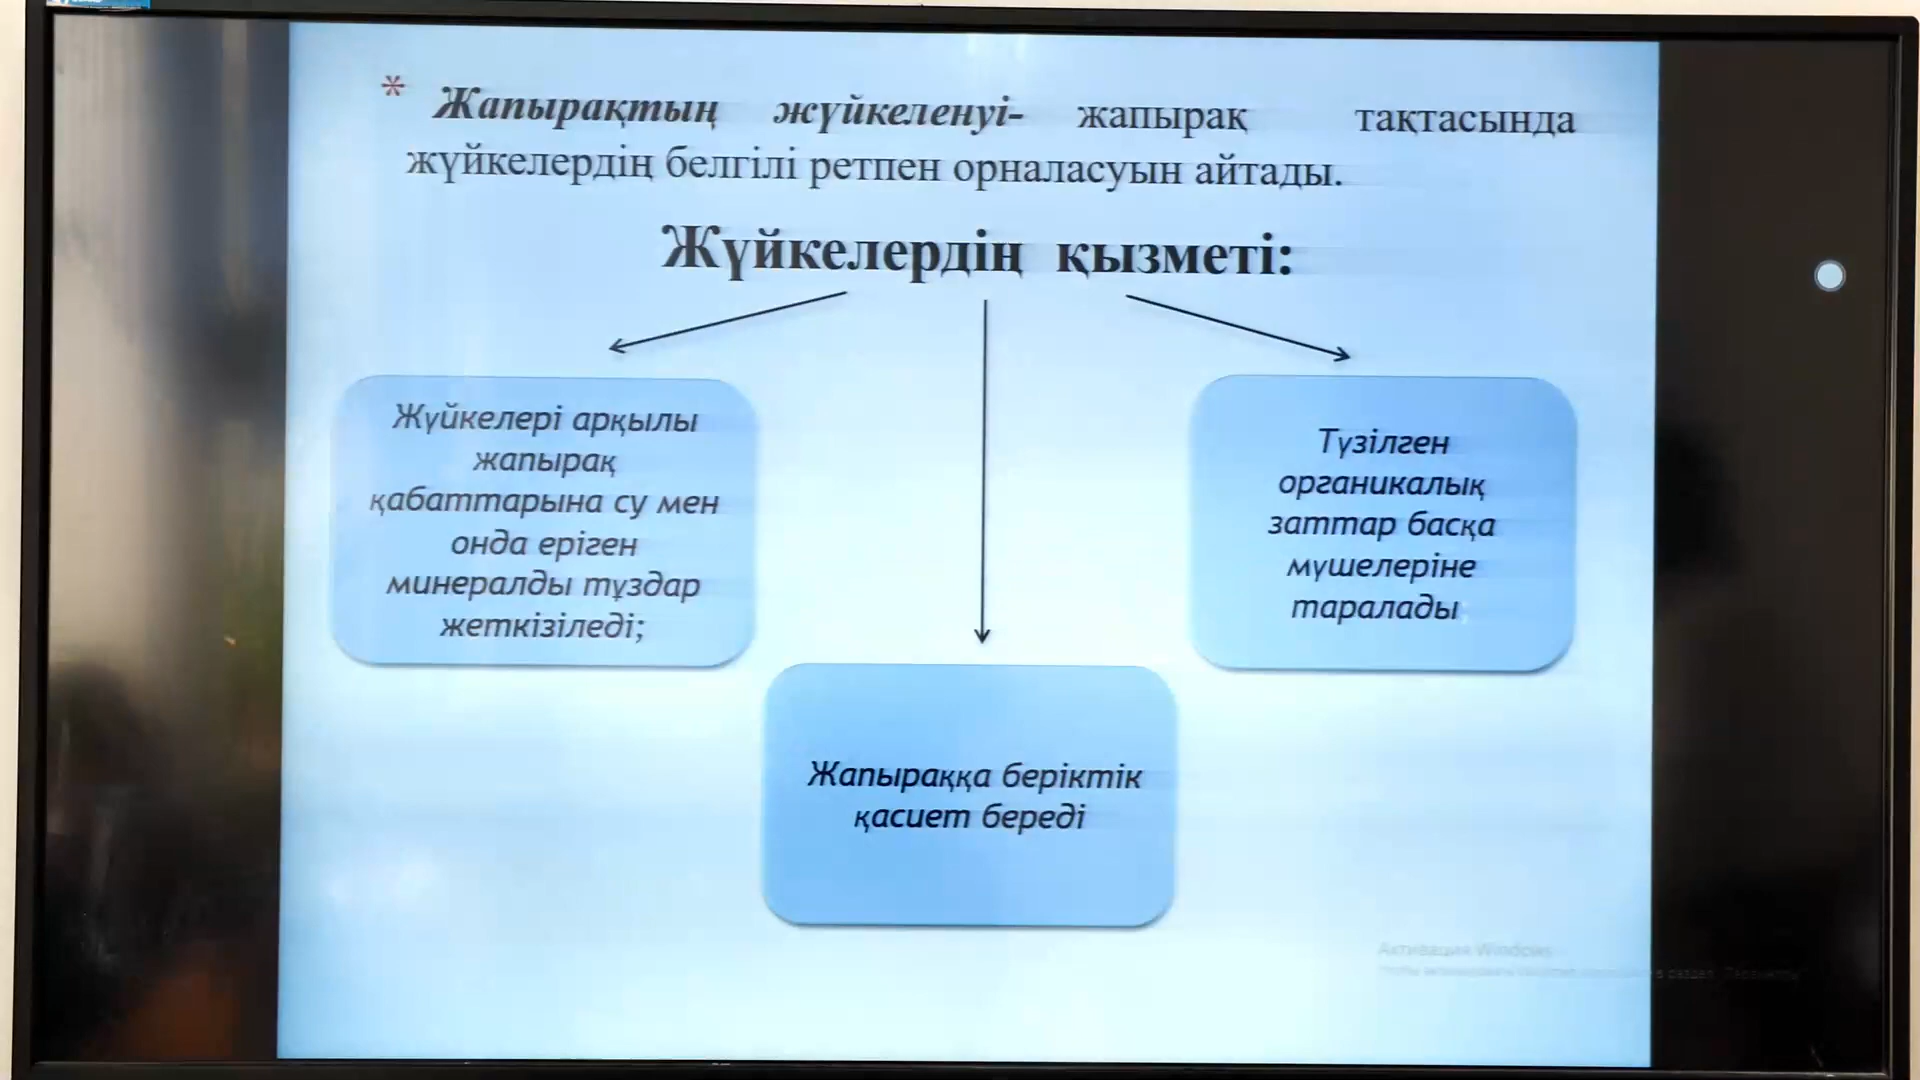 * Жапырақтың жүйкеленуі- жапырақ тақтасында
жүйкелердің белгілі ретпен орналасуын айтады.
Жүйкелердің қызметі:
Жүйкелері арқылы
жапырақ
қабаттарына су мен
онда еріген
минералды тұздар
жеткізіледі;
Түзілген
органикалық
заттар басқа
мүшелеріне
таралады;
Жапыраққа беріктік
қасиет береді
Активация Windows